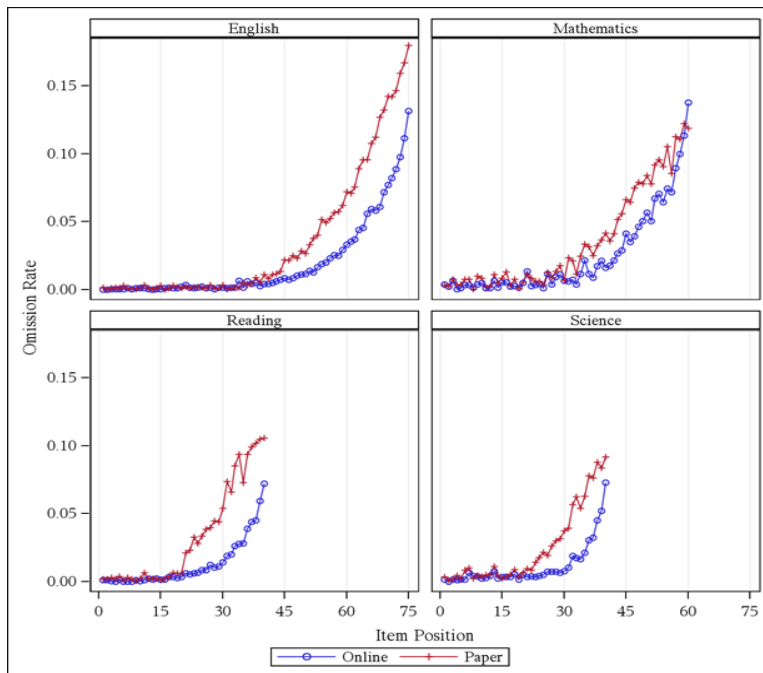 English
Mathematics
0.15
0.10
0.05
0.00
Omission Rate
Reading
Science
0.15
0.10
0.05
0.00
0 15 30 45 60 75 0 15 30 45 60 75
Item Position
Online Paper